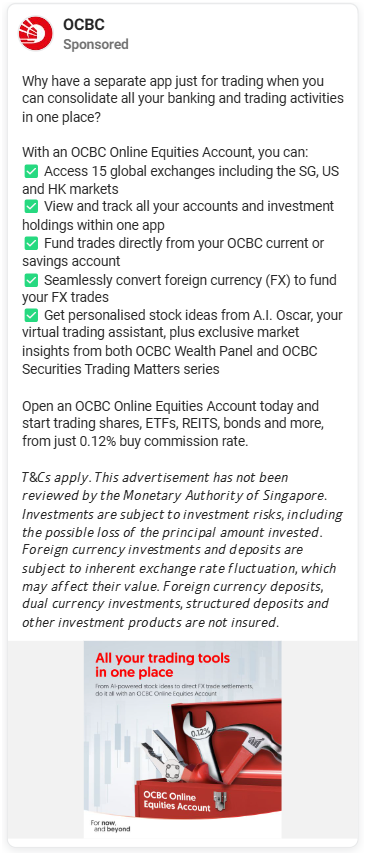 OCBC
Sponsored
Why have a separate app just for trading when you
can consolidate all your banking and trading activities
in one place?
With an OCBC Online Equities Account, you can:
✅ Access 15 global exchanges including the SG, US
and HK markets
✅ View and track all your accounts and investment
holdings within one app
✅ Fund trades directly from your OCBC current or
savings account
✅ Seamlessly convert foreign currency (FX) to fund
your FX trades
✅ Get personalised stock ideas from A.I. Oscar, your
virtual trading assistant, plus exclusive market
insights from both OCBC Wealth Panel and OCBC
Securities Trading Matters series
Open an OCBC Online Equities Account today and
start trading shares, ETFs, REITS, bonds and more,
from just 0.12% buy commission rate.
T&Cs apply. This advertisement has not been
reviewed by the Monetary Authority of Singapore.
Investments are subject to investment risks, including
the possible loss of the principal amount invested.
Foreign currency investments and deposits are
subject to inherent exchange rate fluctuation, which
may affect their value. Foreign currency deposits,
dual currency investments, structured deposits and
other investment products are not insured.
All your trading tools
in one place
From AI-powered stock ideas to direct FX trade settlements,
do it all with an OCBC Online Equities Account
0.12%
OCBC Online
Equities Account
For now,
and beyond